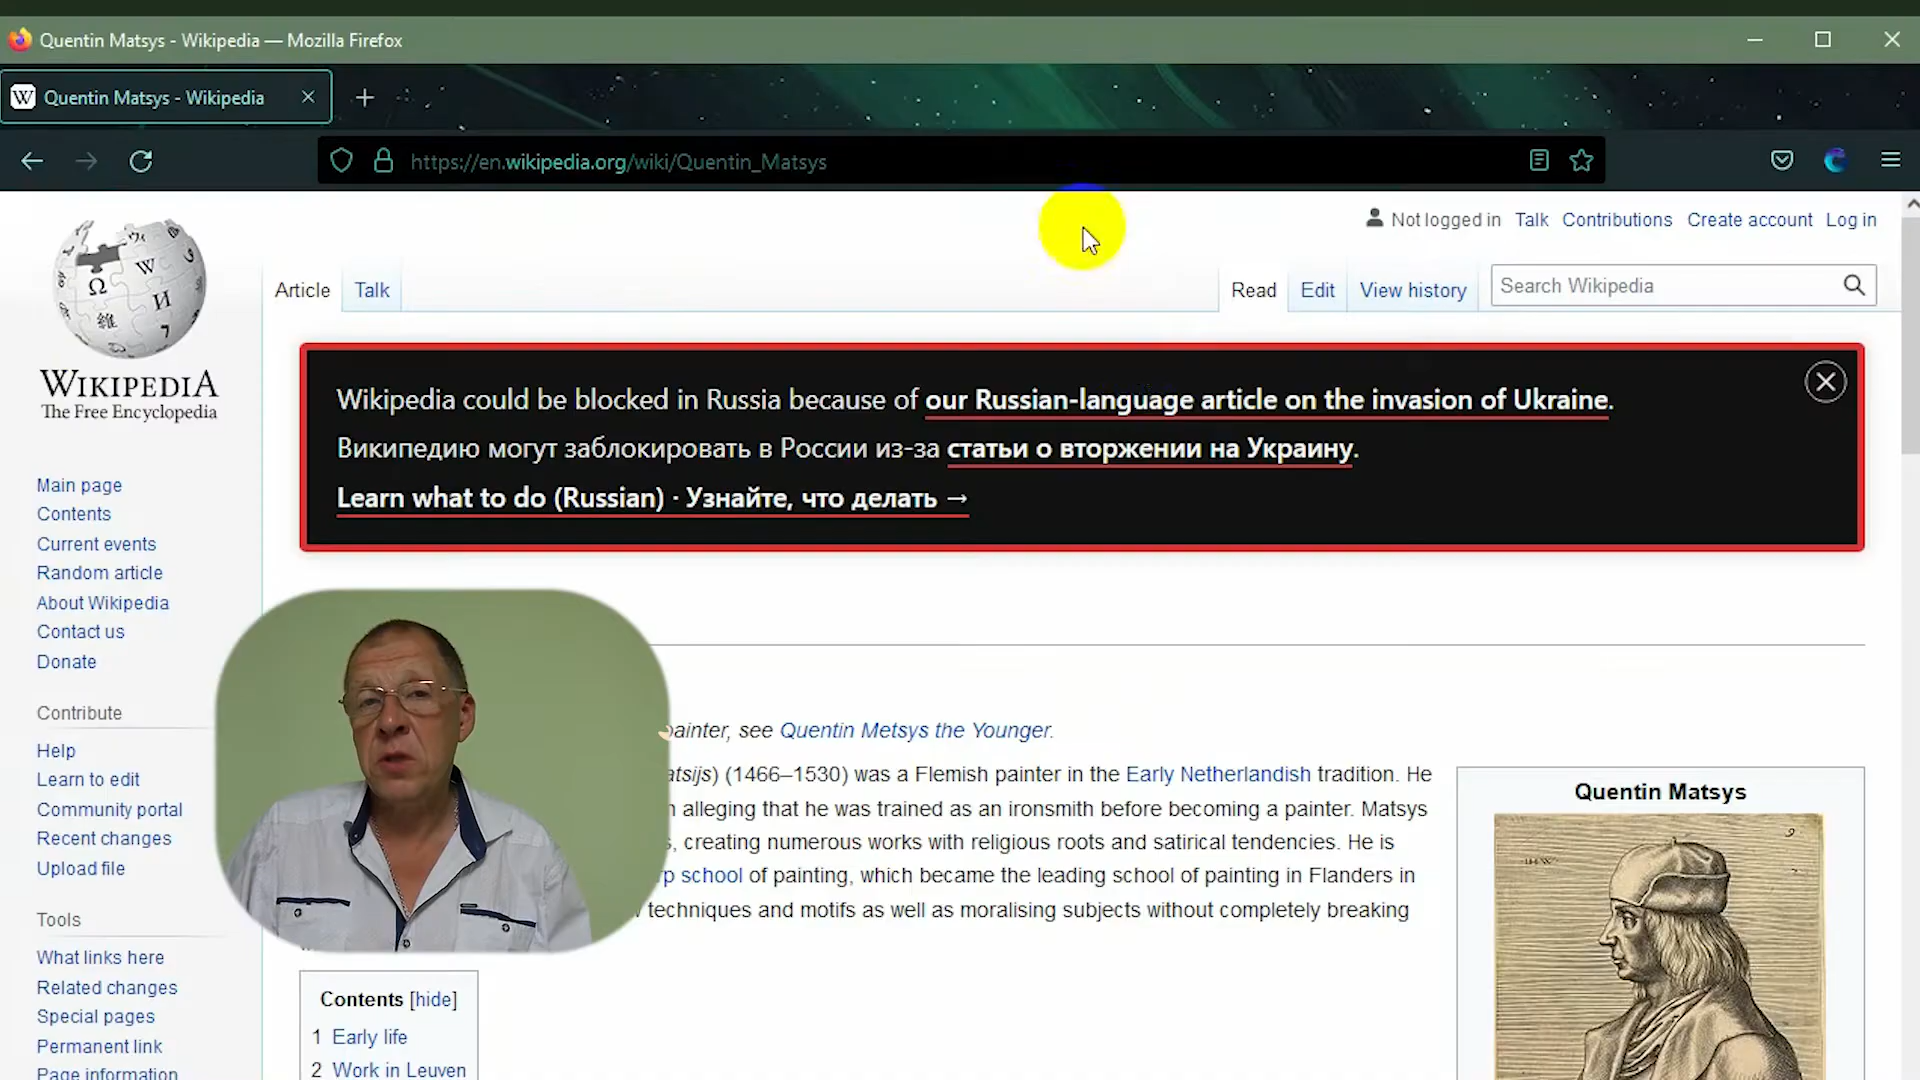 Quentin Matsys - Wikipedia — Mozilla Firefox
Quentin Matsys - Wikipedia
https://en.wikipedia.org/wiki/Quentin_Matsys
Not logged in Talk Contributions Create account Log in
Article Talk Read Edit View history Search Wikipedia
WIKIPEDIA
The Free Encyclopedia
Wikipedia could be blocked in Russia because of our Russian-language article on the invasion of Ukraine.
Википедию могут заблокировать в России из-за статьи о вторжении на Украину.
Learn what to do (Russian) · Узнайте, что делать →
Main page
Contents
Current events
Random article
About Wikipedia
Contact us
Donate
Contribute
Help
Learn to edit
Community portal
Recent changes
Upload file
Tools
What links here
Related changes
Special pages
Permanent link
Page information
painter, see Quentin Metsys the Younger.
(1466–1530) was a Flemish painter in the Early Netherlandish tradition. He
alleging that he was trained as an ironsmith before becoming a painter. Matsys
, creating numerous works with religious roots and satirical tendencies. He is
school of painting, which became the leading school of painting in Flanders in
techniques and motifs as well as moralising subjects without completely breaking
Contents [hide]
1 Early life
2 Work in Leuven
Quentin Matsys